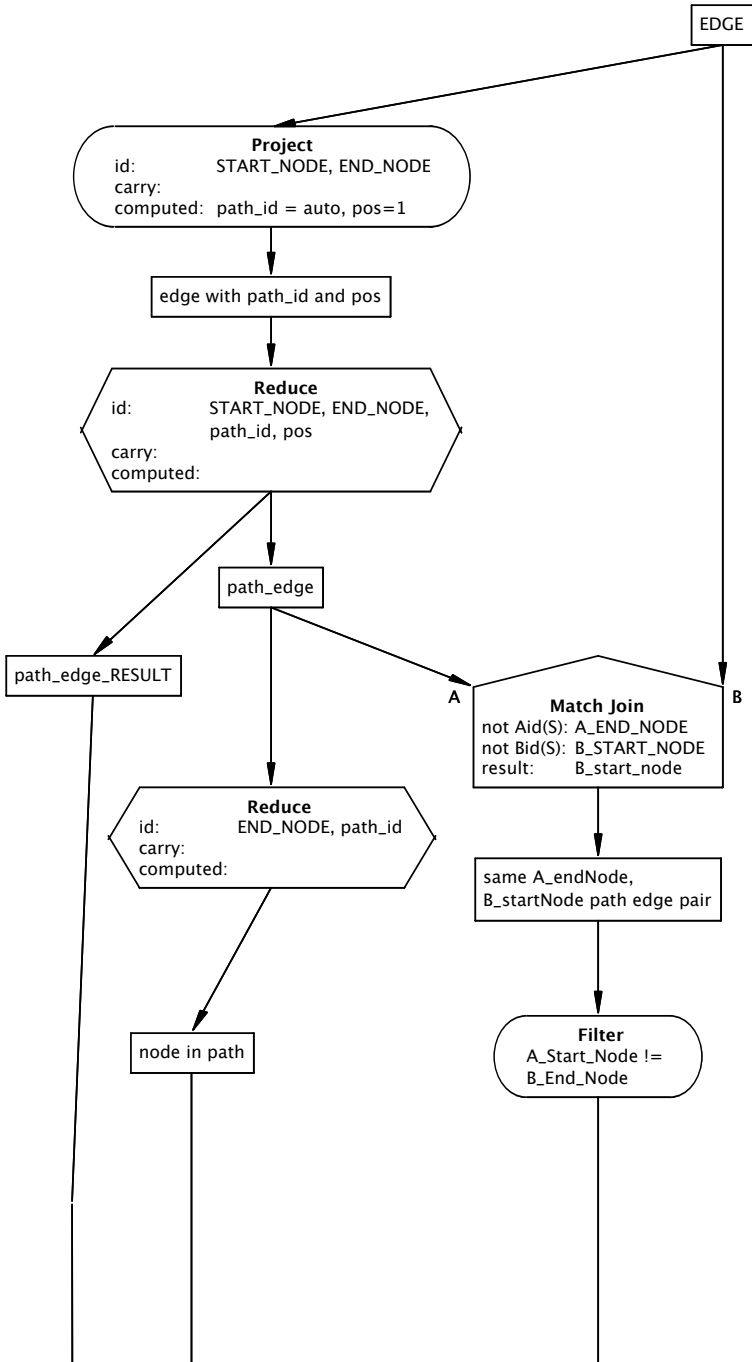 EDGE
Project
id: START_NODE, END_NODE
carry:
computed: path_id = auto, pos=1
edge with path_id and pos
Reduce
id: START_NODE, END_NODE,
path_id, pos
carry:
computed:
path_edge
path_edge_RESULT
A
B
Match Join
not Aid(S): A_END_NODE
not Bid(S): B_START_NODE
result: B_start_node
Reduce
id: END_NODE, path_id
carry:
computed:
same A_endNode,
B_startNode path edge pair
node in path
Filter
A_Start_Node !=
B_End_Node